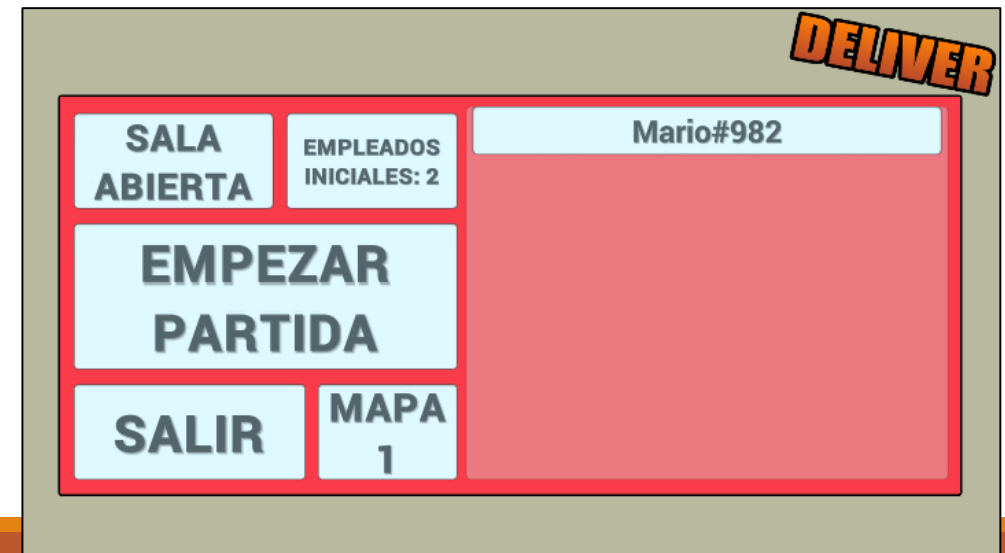 DELIVER
SALA
ABIERTA
EMPLEADOS
INICIALES: 2
Mario#982
EMPEZAR
PARTIDA
SALIR
MAPA
1